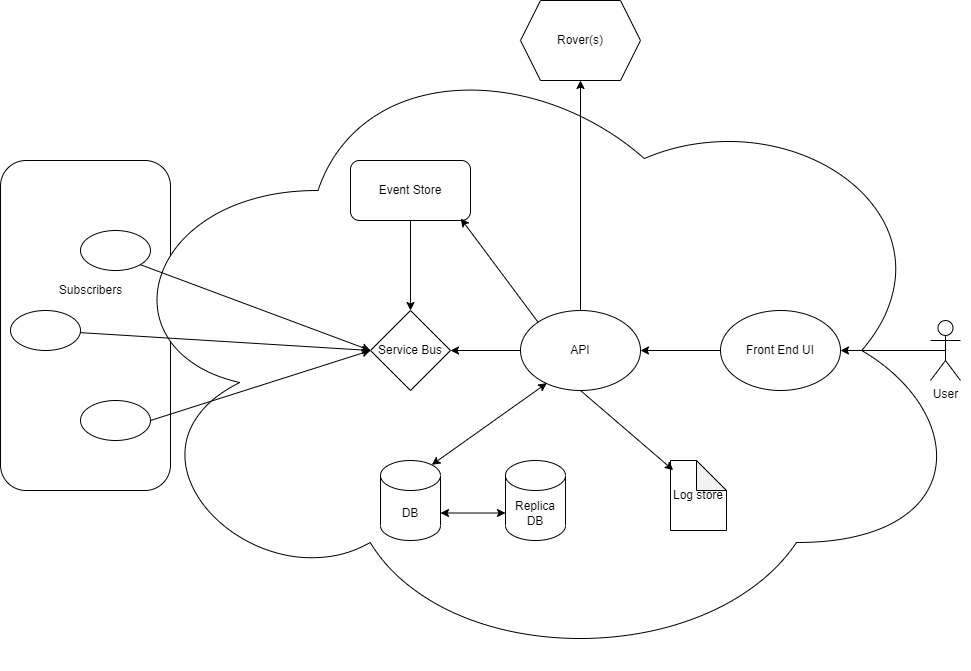 Rover(s)
Event Store
Subscribers
Service Bus
API
Front End UI
User
DB
Replica
DB
Log store